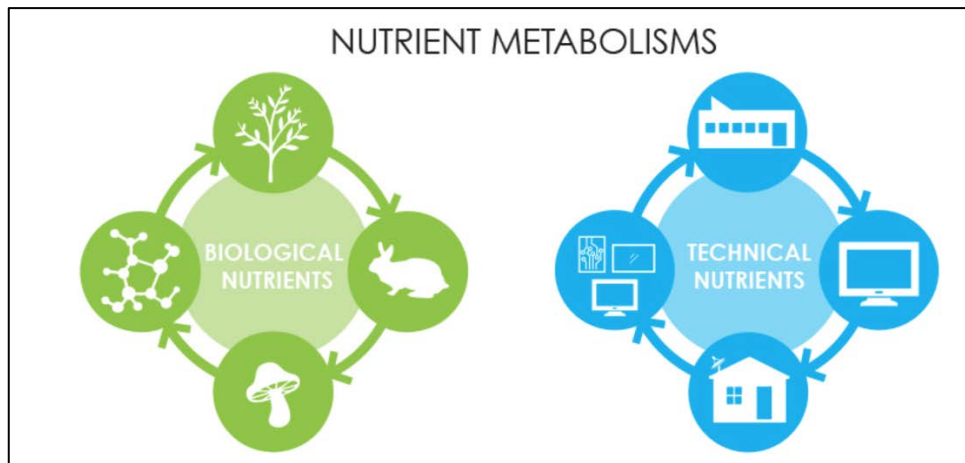 NUTRIENT METABOLISMS
BIOLOGICAL
NUTRIENTS
TECHNICAL
NUTRIENTS